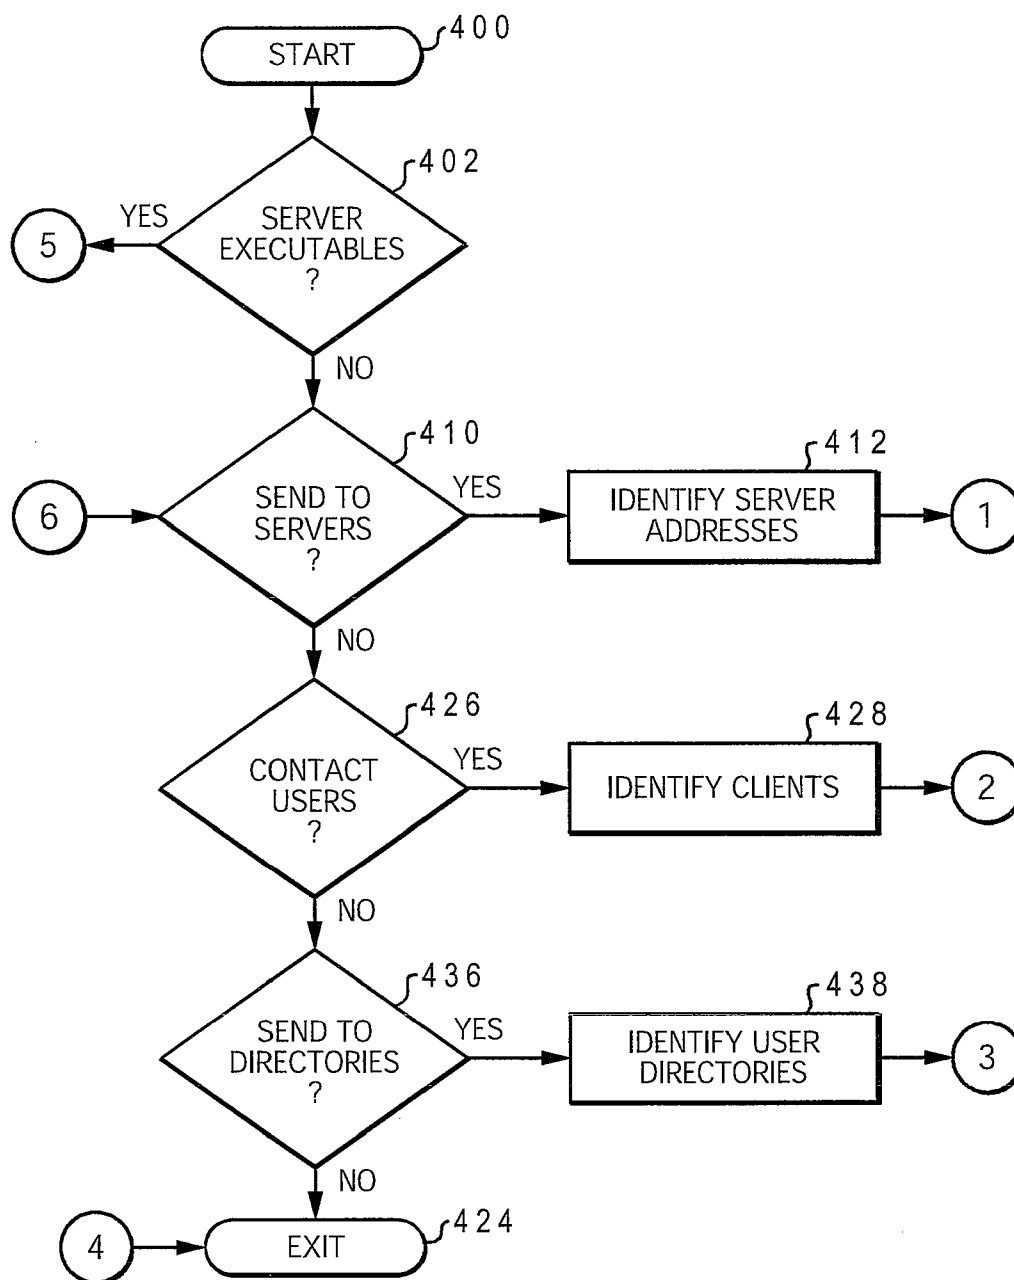 START
400
402
YES
5
SERVER
EXECUTABLES
?
NO
410
6
SEND TO
SERVERS
?
YES
412
IDENTIFY SERVER
ADDRESSES
1
NO
426
CONTACT
USERS
?
YES
428
IDENTIFY CLIENTS
2
NO
436
SEND TO
DIRECTORIES
?
YES
438
IDENTIFY USER
DIRECTORIES
3
NO
4
EXIT
424